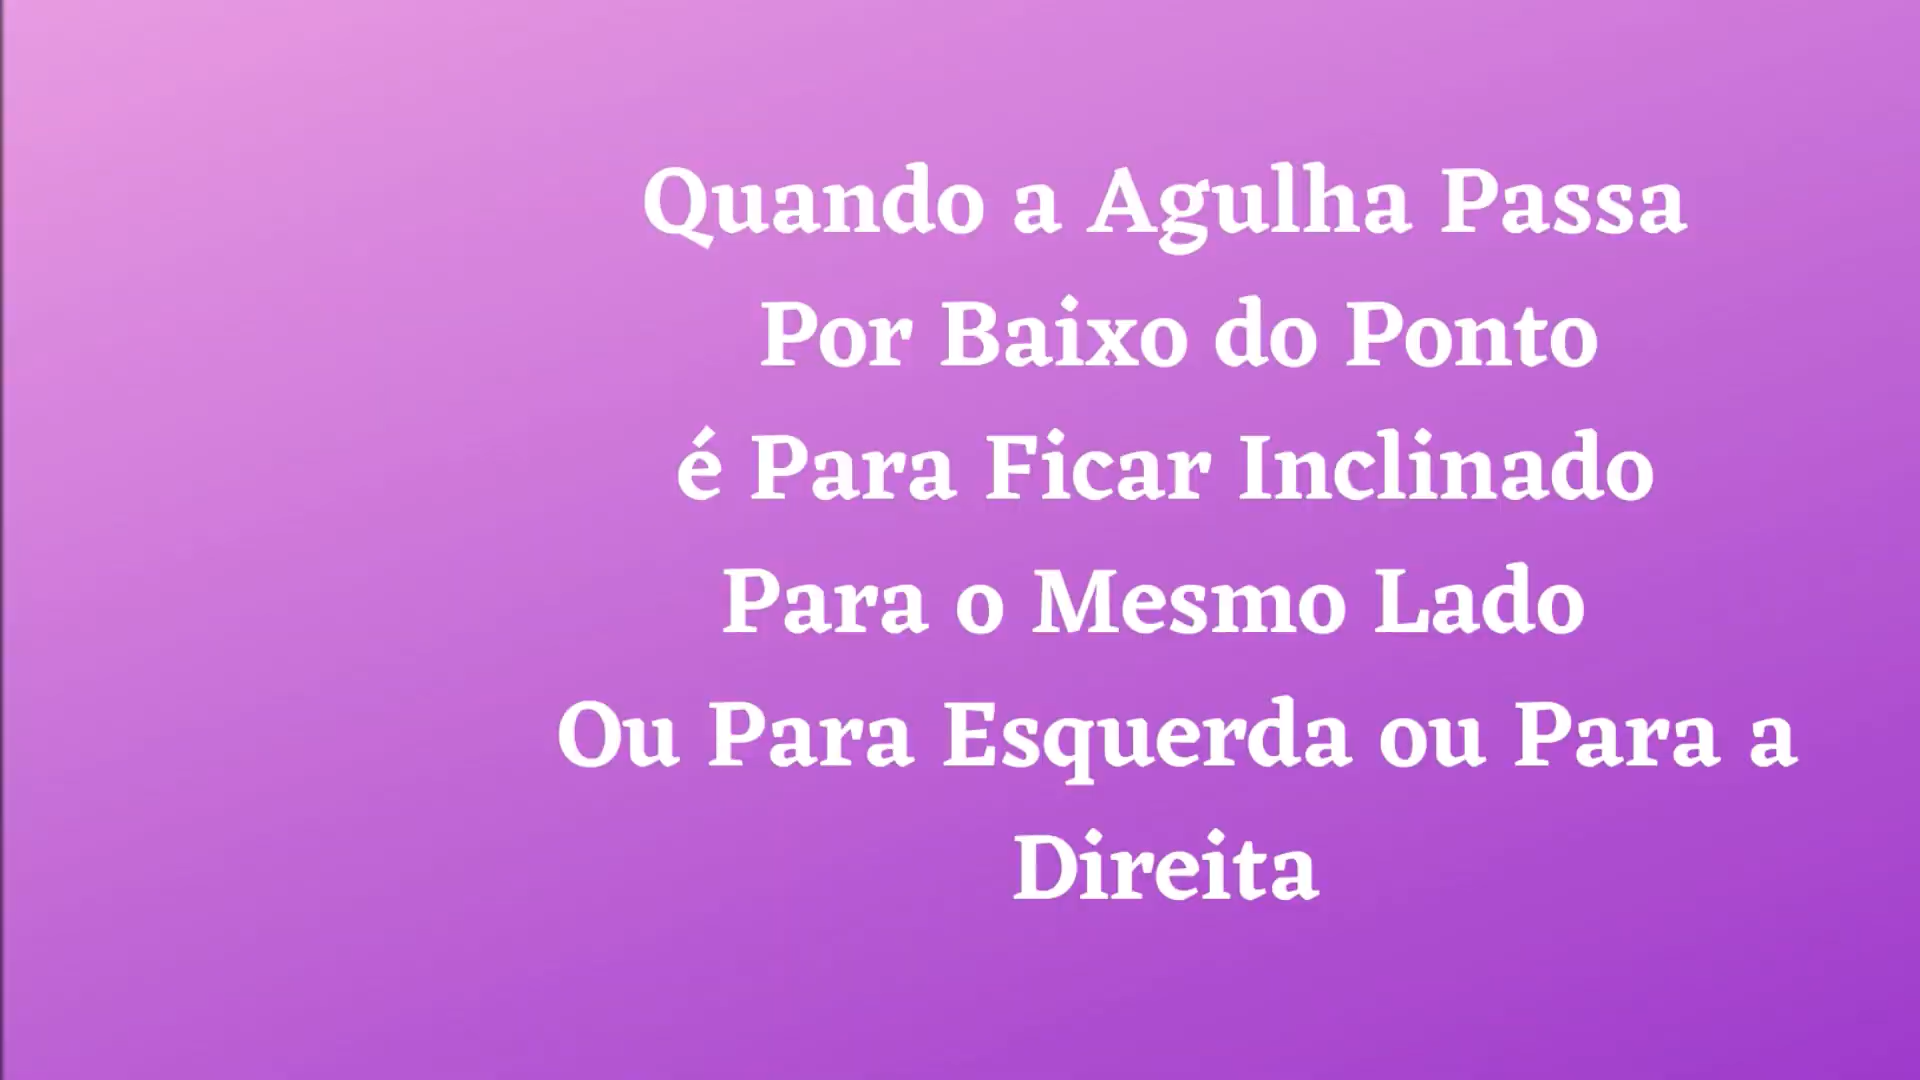 Quando a Agulha Passa
Por Baixo do Ponto
é Para Ficar Inclinado
Para o Mesmo Lado
Ou Para Esquerda ou Para a
Direita